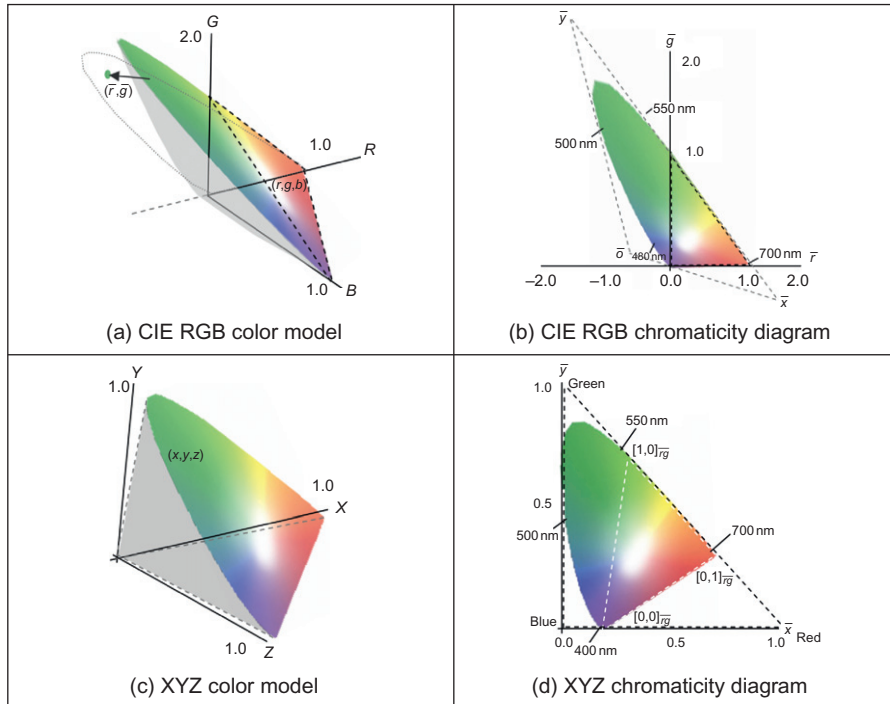 G
2.0
(r̄,ḡ)
1.0
R
(r,g,b)
1.0
B
(a) CIE RGB color model
ȳ
ḡ
2.0
550 nm
500 nm
1.0
700 nm
r̄
σ̄
460 nm
–2.0 –1.0 0.0 1.0 2.0
x̄
(b) CIE RGB chromaticity diagram
Y
1.0
(x,y,z)
1.0
X
1.0
Z
(c) XYZ color model
ȳ
1.0 Green
550 nm
[1,0]r̄ḡ
0.5
500 nm
700 nm
[0,1]r̄ḡ
[0,0]r̄ḡ
Blue
0.0 0.5 1.0 x̄ Red
400 nm
(d) XYZ chromaticity diagram